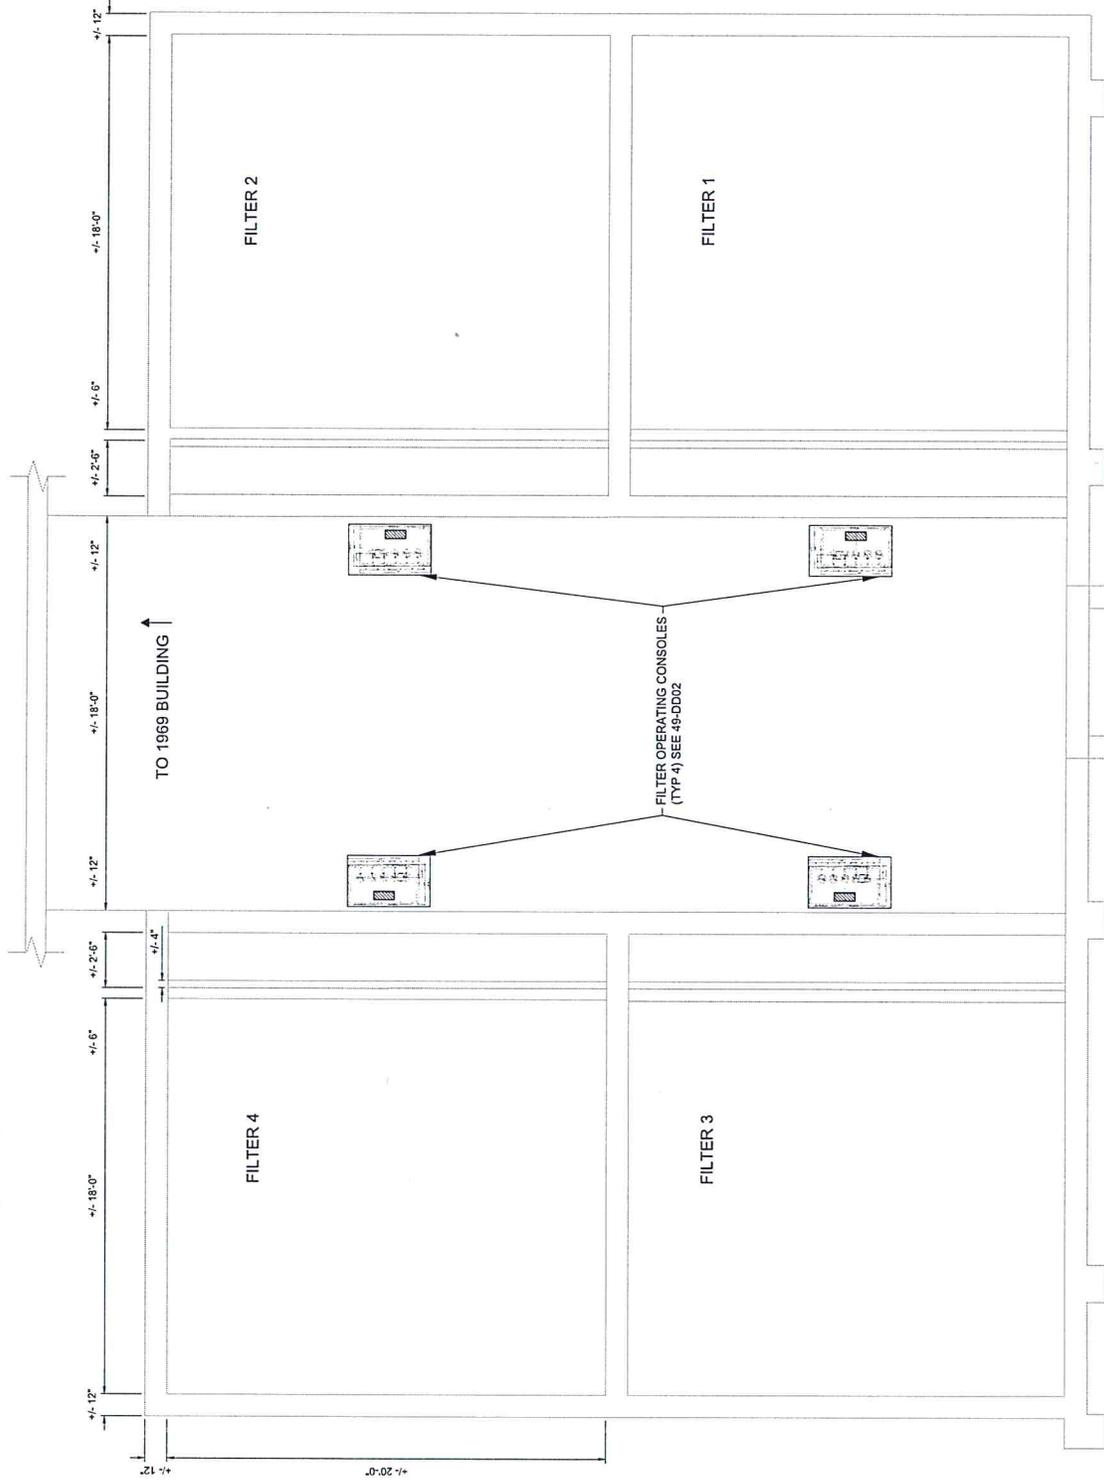 +/- 12"
+/- 18'-0"
+/- 6"
+/- 2'-6"
+/- 12"
+/- 18'-0"
+/- 12"
+/- 2'-6"
+/- 4"
+/- 6"
+/- 18'-0"
+/- 12"
+/- 12"
+/- 20'-0"
FILTER 2
FILTER 1
TO 1969 BUILDING
FILTER OPERATING CONSOLES
(TYP 4) SEE 49-DD02
FILTER 4
FILTER 3